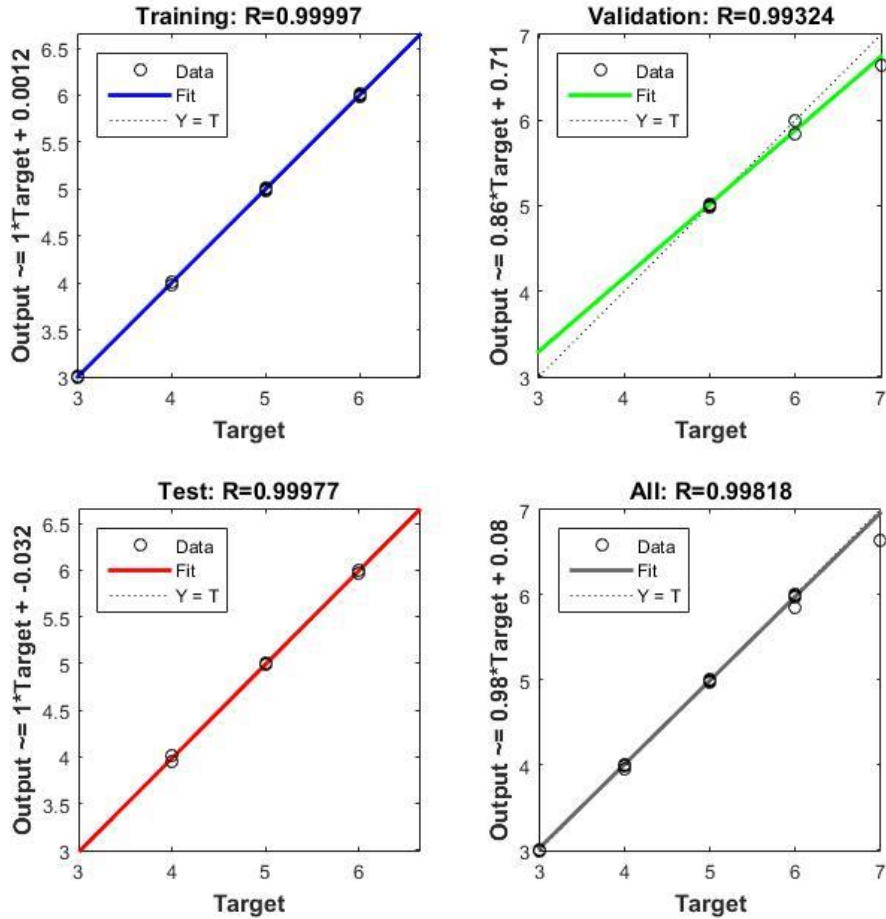 Training: R=0.99997
Output ~= 1*Target + 0.0012
Data
Fit
Y = T
6.5
6
5.5
5
4.5
4
3.5
3
3
4
5
6
Target
Validation: R=0.99324
Output ~= 0.86*Target + 0.71
Data
Fit
Y = T
7
6
5
4
3
3
4
5
6
7
Target
Test: R=0.99977
Output ~= 1*Target + -0.032
Data
Fit
Y = T
6.5
6
5.5
5
4.5
4
3.5
3
3
4
5
6
Target
All: R=0.99818
Output ~= 0.98*Target + 0.08
Data
Fit
Y = T
7
6
5
4
3
3
4
5
6
7
Target